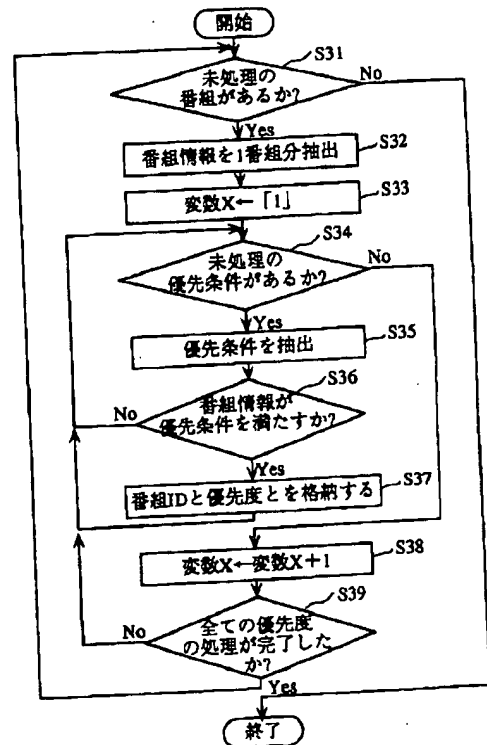 開始
S31
未処理の
番組があるか?
No
Yes
番組情報を1番組分抽出
S32
変数X←「1」
S33
S34
未処理の
優先条件があるか?
No
Yes
優先条件を抽出
S35
S36
番組情報が
優先条件を満たすか?
No
Yes
番組IDと優先度とを格納する
S37
変数X←変数X+1
S38
S39
全ての優先度
の処理が完了した
か?
No
Yes
終了